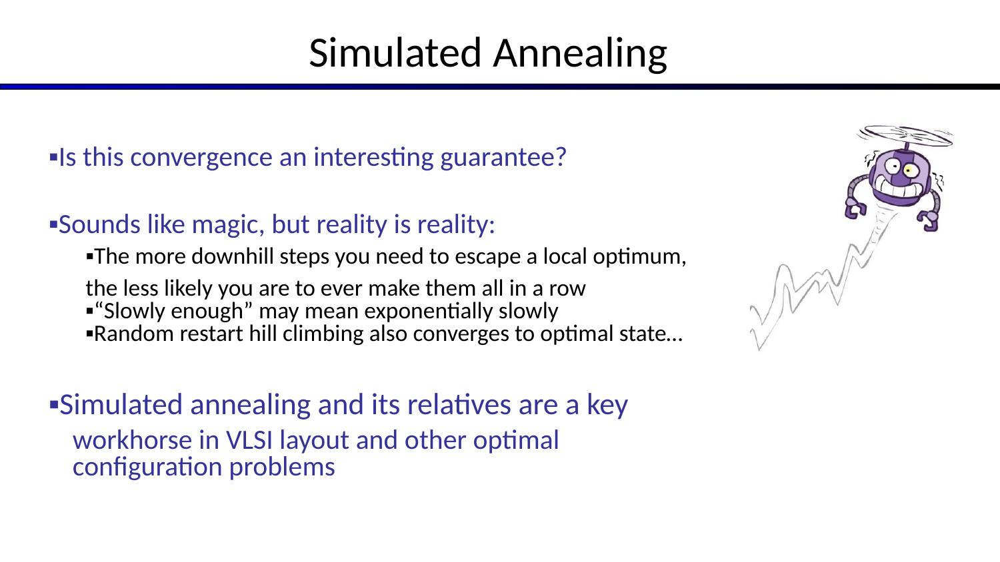 Simulated Annealing
▪Is this convergence an interesting guarantee?
▪Sounds like magic, but reality is reality:
▪The more downhill steps you need to escape a local optimum,
the less likely you are to ever make them all in a row
▪“Slowly enough” may mean exponentially slowly
▪Random restart hill climbing also converges to optimal state…
▪Simulated annealing and its relatives are a key
workhorse in VLSI layout and other optimal
configuration problems